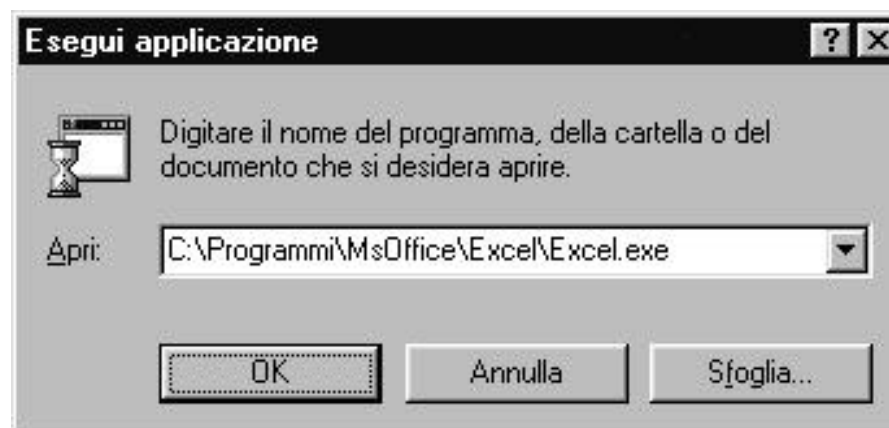 Esegui applicazione
Digitare il nome del programma, della cartella o del
documento che si desidera aprire.
Apri: C:\Programmi\MsOffice\Excel\Excel.exe
OK Annulla Sfoglia...